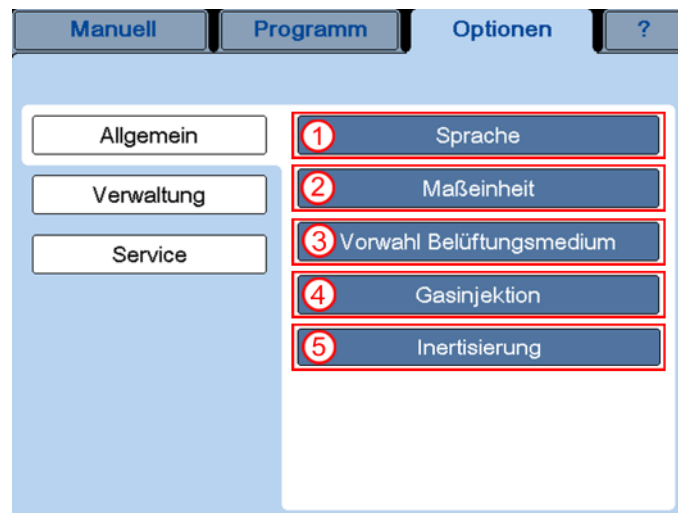 Manuell Programm Optionen ?
Allgemein
Verwaltung
Service
1 Sprache
2 Maßeinheit
3 Vorwahl Belüftungsmedium
4 Gasinjektion
5 Inertisierung